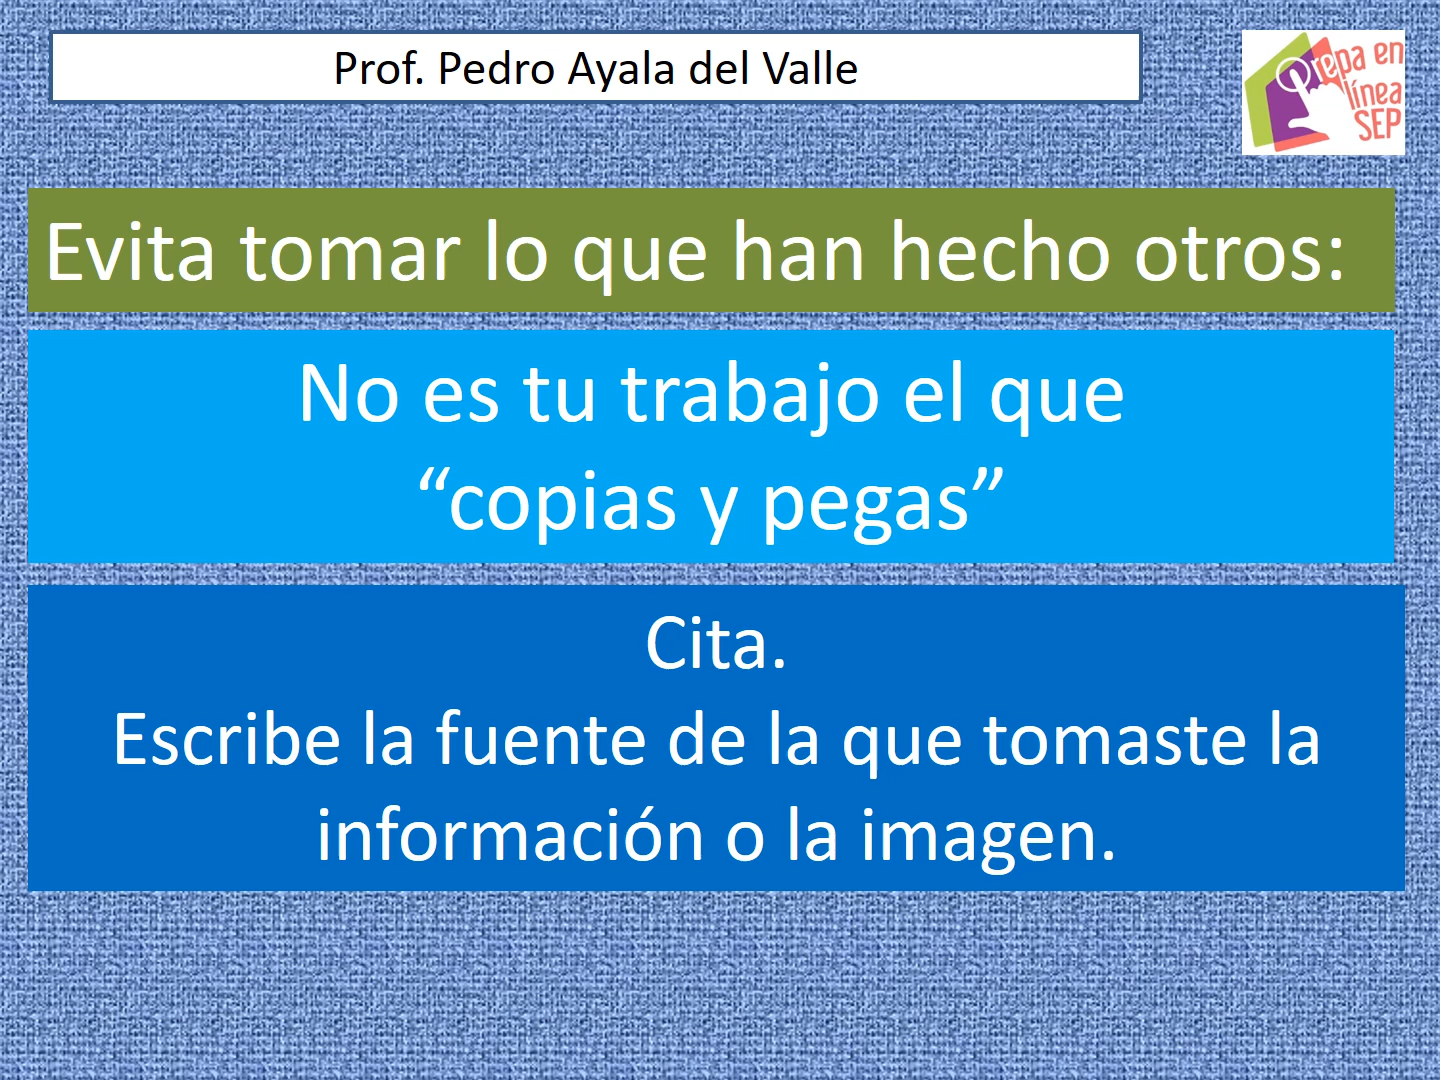 Prof. Pedro Ayala del Valle
Prepa en
línea
SEP
Evita tomar lo que han hecho otros:
No es tu trabajo el que
“copias y pegas”
Cita.
Escribe la fuente de la que tomaste la
información o la imagen.